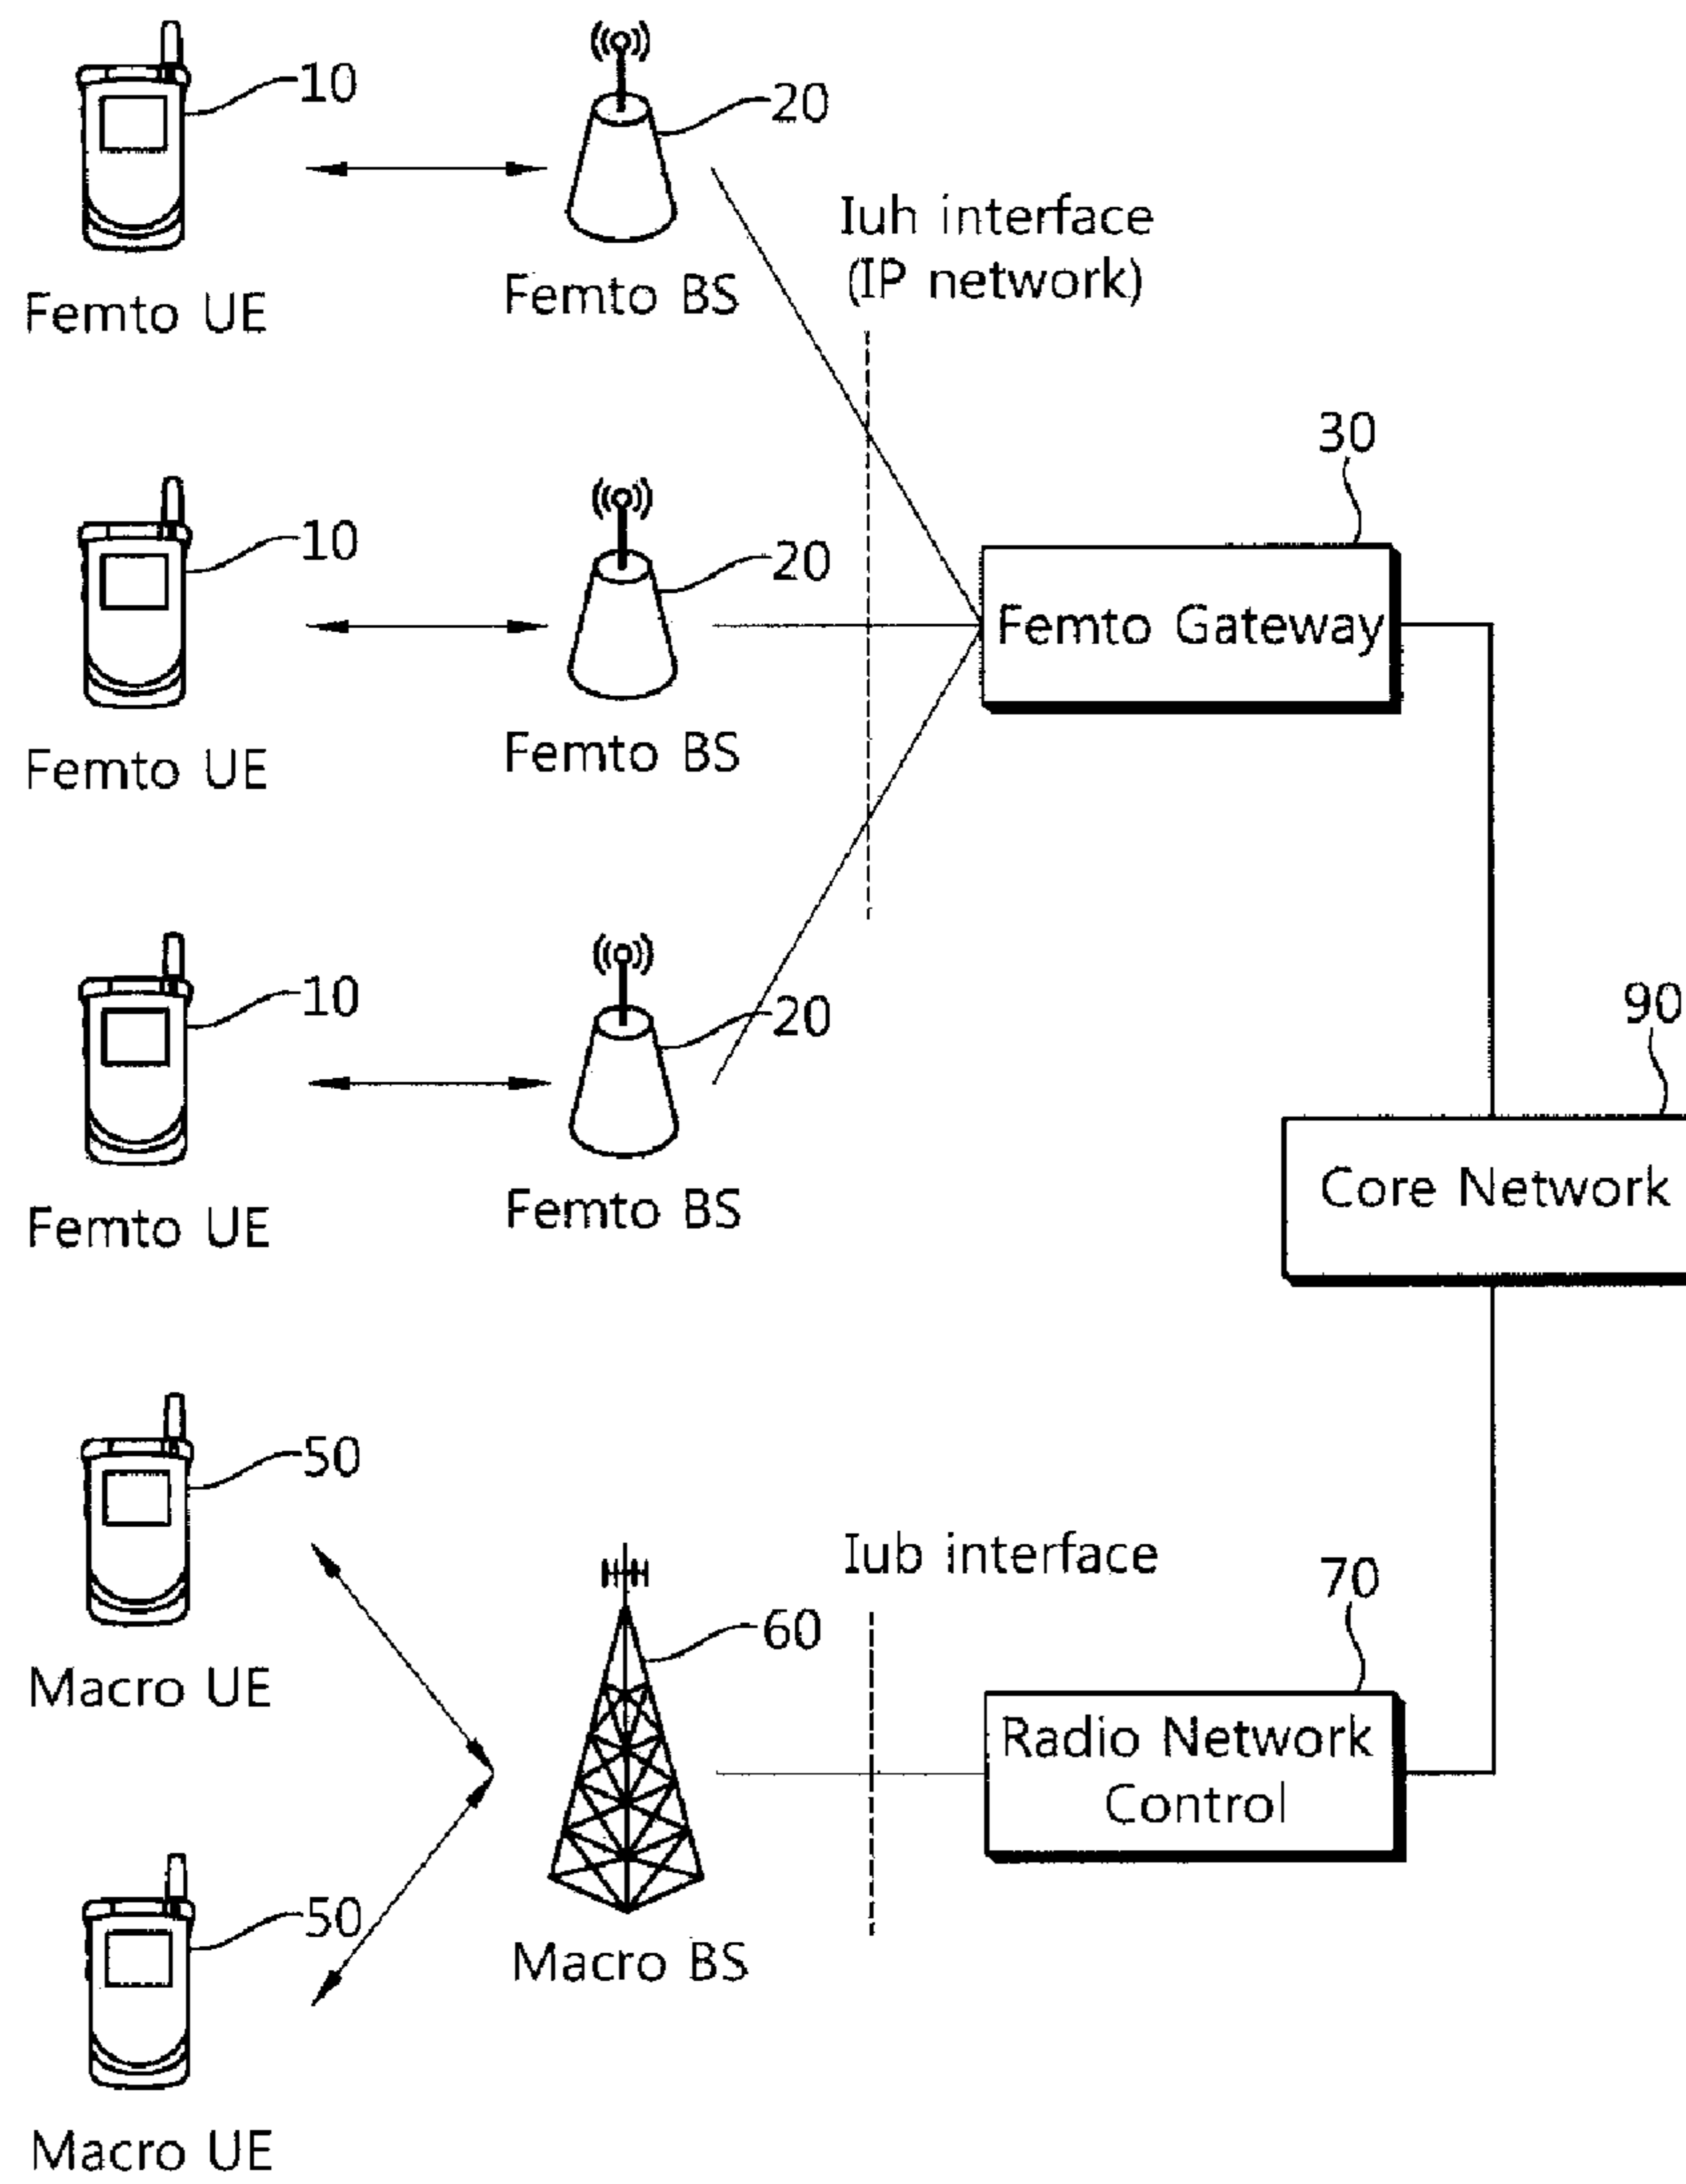 10
20
Iuh interface
(IP network)
Femto UE
Femto BS
30
10
20
Femto Gateway
Femto UE
Femto BS
10
20
90
Core Network
Femto UE
Femto BS
50
Iub interface
70
60
Macro UE
Radio Network
Control
50
Macro BS
Macro UE